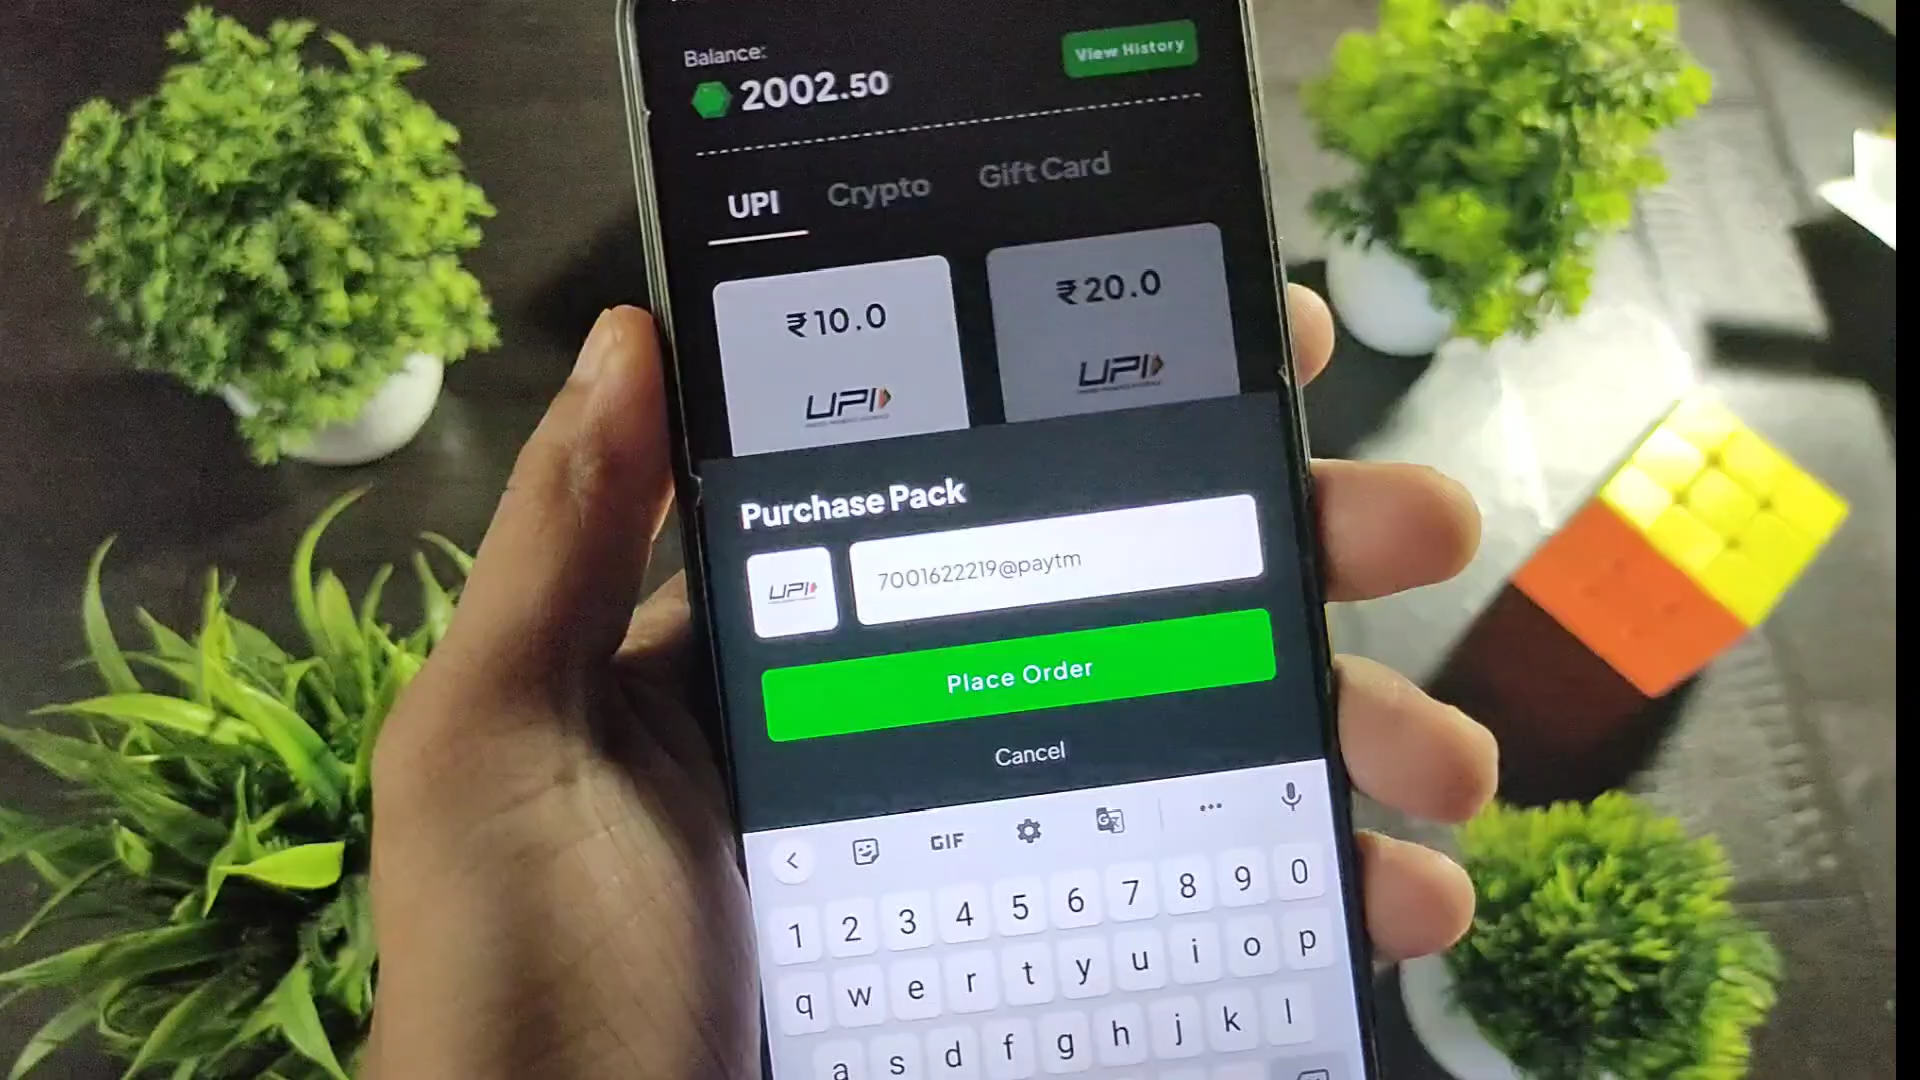 Balance:
View History
2002.50
UPI
Crypto
Gift Card
₹10.0
₹20.0
UPI
UPI
Purchase Pack
UPI
7001622219@paytm
Place Order
Cancel
GIF
1 2 3 4 5 6 7 8 9 0
q w e r t y u i o p
a s d f g h j k l